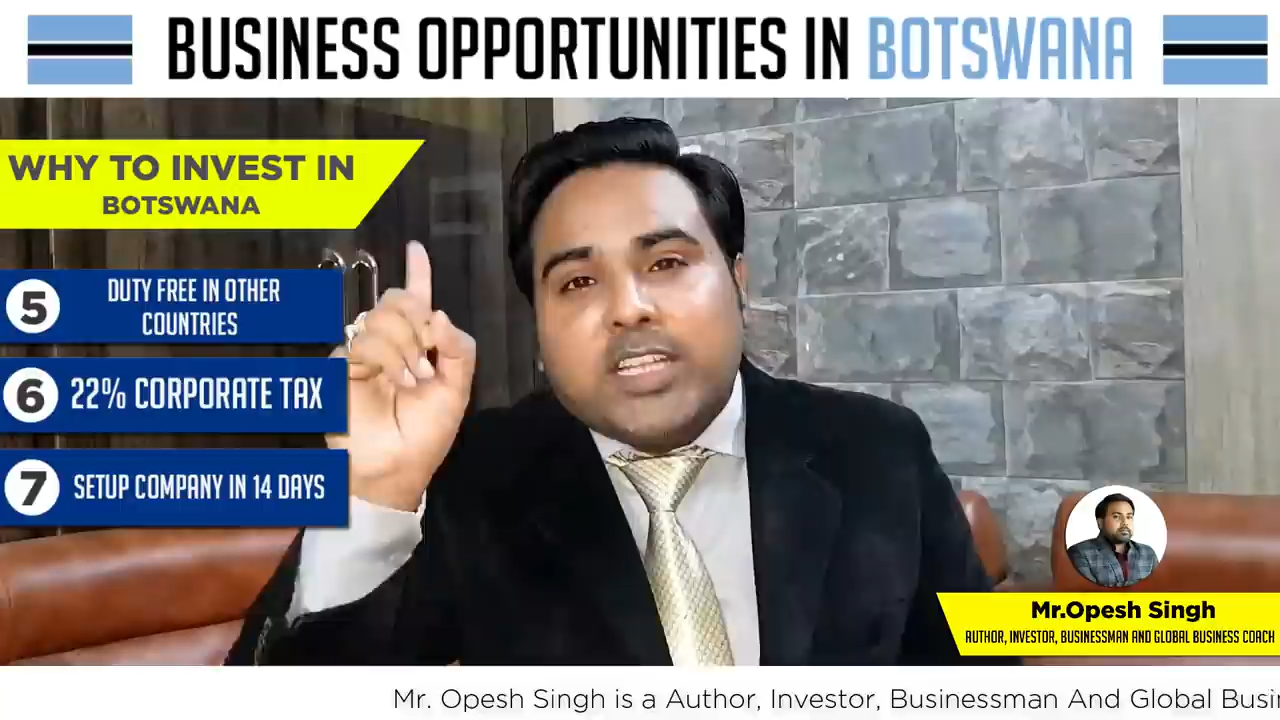 BUSINESS OPPORTUNITIES IN BOTSWANA
WHY TO INVEST IN
BOTSWANA
5
DUTY FREE IN OTHER
COUNTRIES
6
22% CORPORATE TAX
7
SETUP COMPANY IN 14 DAYS
Mr.Opesh Singh
AUTHOR, INVESTOR, BUSINESSMAN AND GLOBAL BUSINESS COACH
Mr. Opesh Singh is a Author, Investor, Businessman And Global